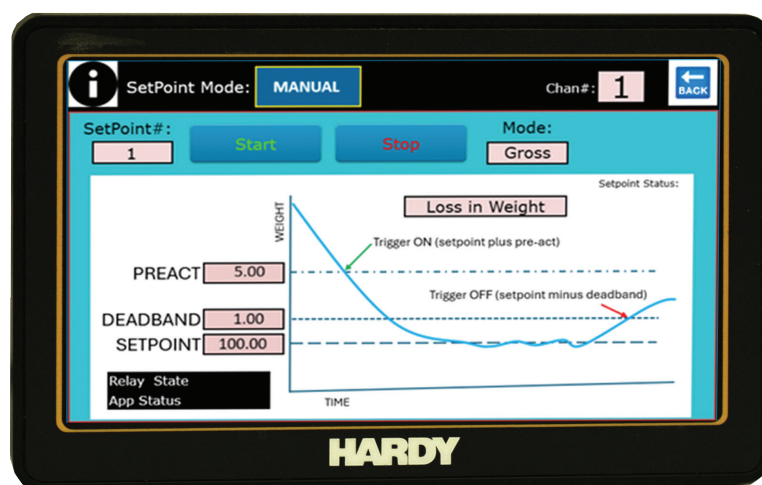 i SetPoint Mode: MANUAL Chan#: 1 BACK
SetPoint#: Mode:
1 Start Stop Gross
Setpoint Status:
Loss in Weight
WEIGHT
Trigger ON (setpoint plus pre-act)
PREACT 5.00
Trigger OFF (setpoint minus deadband)
DEADBAND 1.00
SETPOINT 100.00
Relay State
App Status
TIME
HARDY